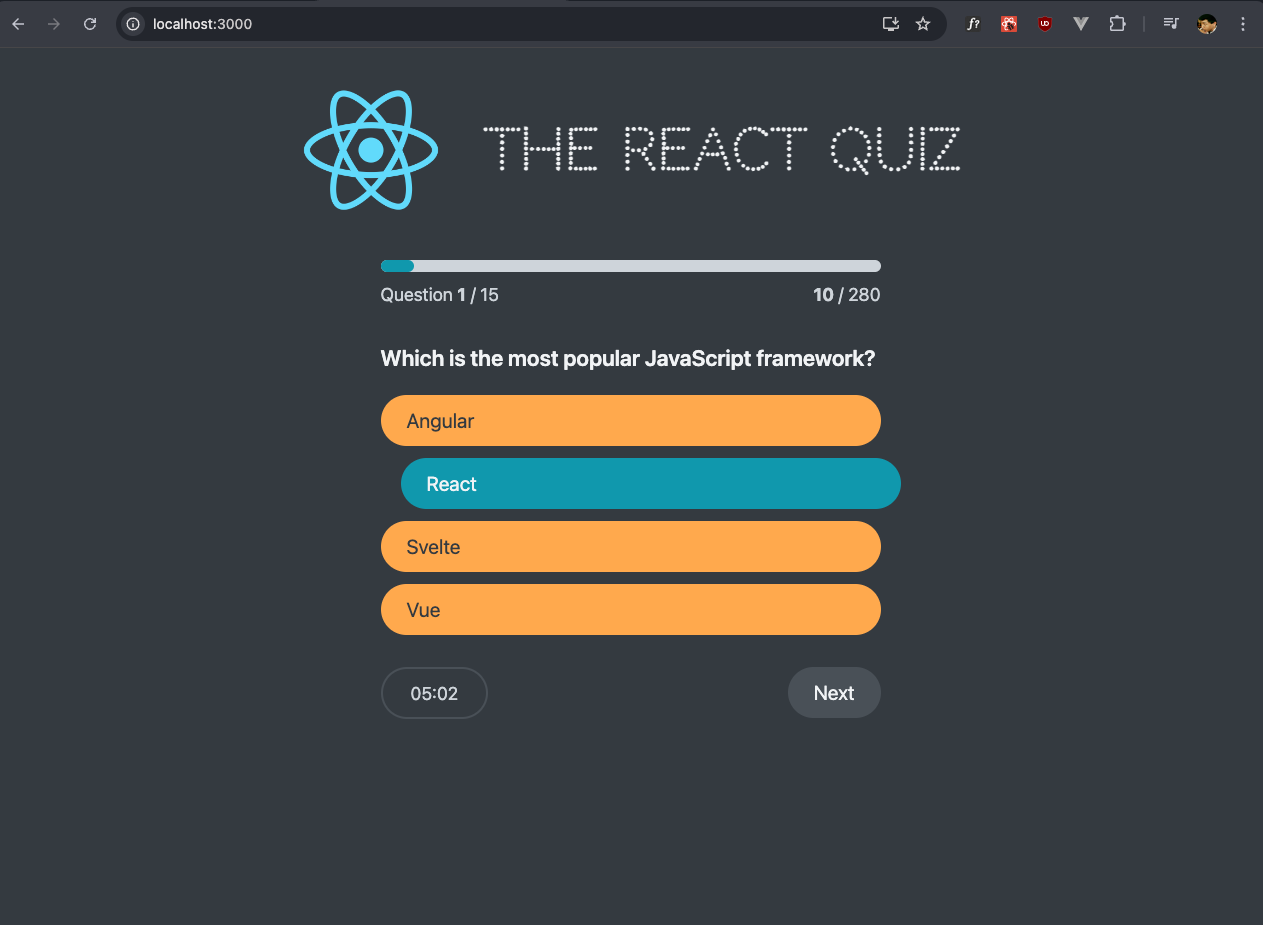 localhost:3000
f?
UD
THE REACT QUIZ
Question 1 / 15
10 / 280
Which is the most popular JavaScript framework?
Angular
React
Svelte
Vue
05:02
Next